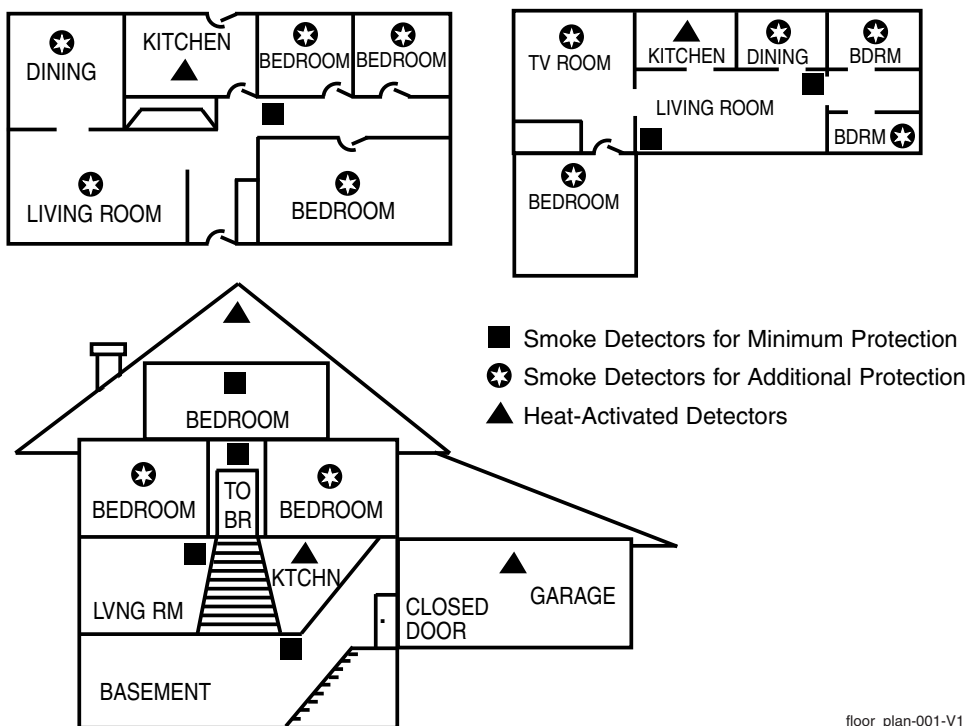 DINING
KITCHEN
BEDROOM
BEDROOM
LIVING ROOM
BEDROOM
TV ROOM
KITCHEN
DINING
BDRM
LIVING ROOM
BDRM
BEDROOM
Smoke Detectors for Minimum Protection
Smoke Detectors for Additional Protection
Heat-Activated Detectors
BEDROOM
BEDROOM
TO
BR
BEDROOM
LVNG RM
KTCHN
CLOSED
DOOR
GARAGE
BASEMENT
floor_plan-001-V1